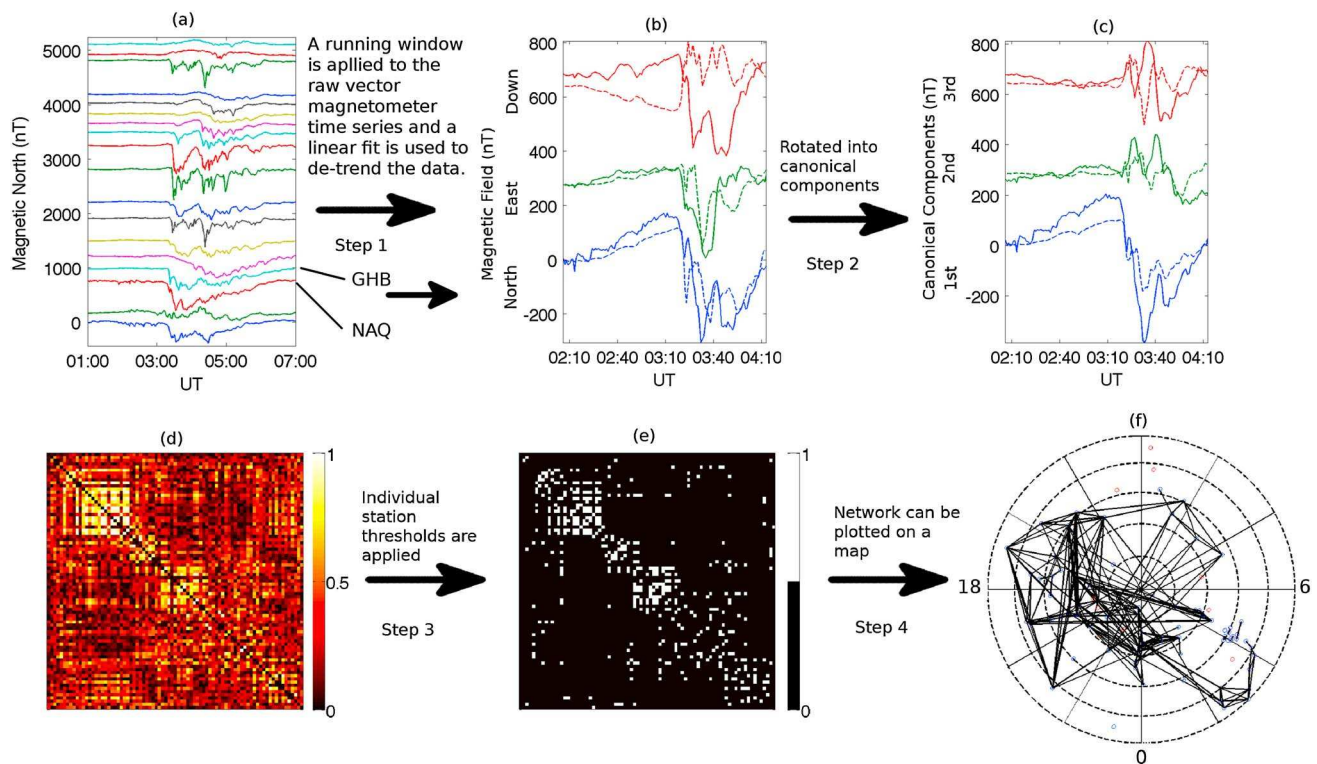 (a)
5000
4000
3000
2000
1000
0
Magnetic North (nT)
01:00 03:00 05:00 07:00
UT
A running window
is apllied to the
raw vector
magnetometer
time series and a
linear fit is used to
de-trend the data.
Step 1
GHB
NAQ
(b)
800
600
400
200
0
-200
Magnetic Field (nT)
North East Down
02:10 02:40 03:10 03:40 04:10
UT
Rotated into
canonical
components
Step 2
(c)
800
600
400
200
0
-200
Canonical Components (nT)
1st 2nd 3rd
02:10 02:40 03:10 03:40 04:10
UT
(d)
1
0.5
0
Individual
station
thresholds are
applied
Step 3
(e)
1
0
Network can be
plotted on a
map
Step 4
(f)
18
6
0